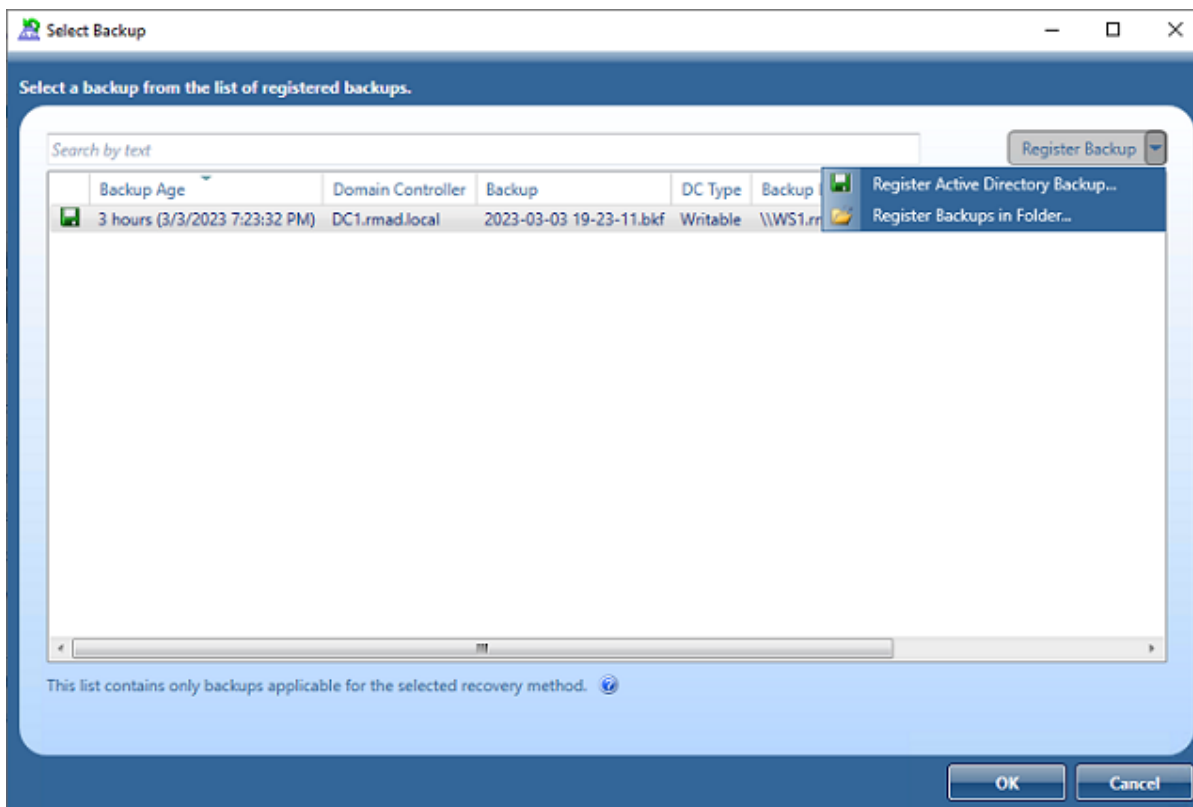 Select Backup
Select a backup from the list of registered backups.
Search by text
Register Backup
Register Active Directory Backup...
Register Backups in Folder...
Backup Age Domain Controller Backup DC Type Backup
3 hours (3/3/2023 7:23:32 PM) DC1.rmad.local 2023-03-03 19-23-11.bkf Writable \\WS1.rr
This list contains only backups applicable for the selected recovery method.
OK Cancel